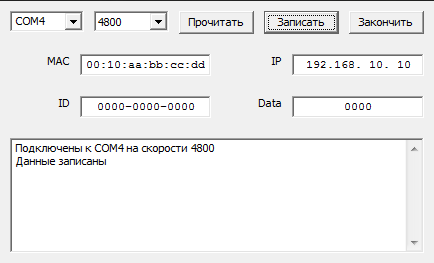 COM4 4800 Прочитать Записать Закончить
MAC 00:10:aa:bb:cc:dd IP 192.168. 10. 10
ID 0000-0000-0000 Data 0000
Подключены к COM4 на скорости 4800
Данные записаны